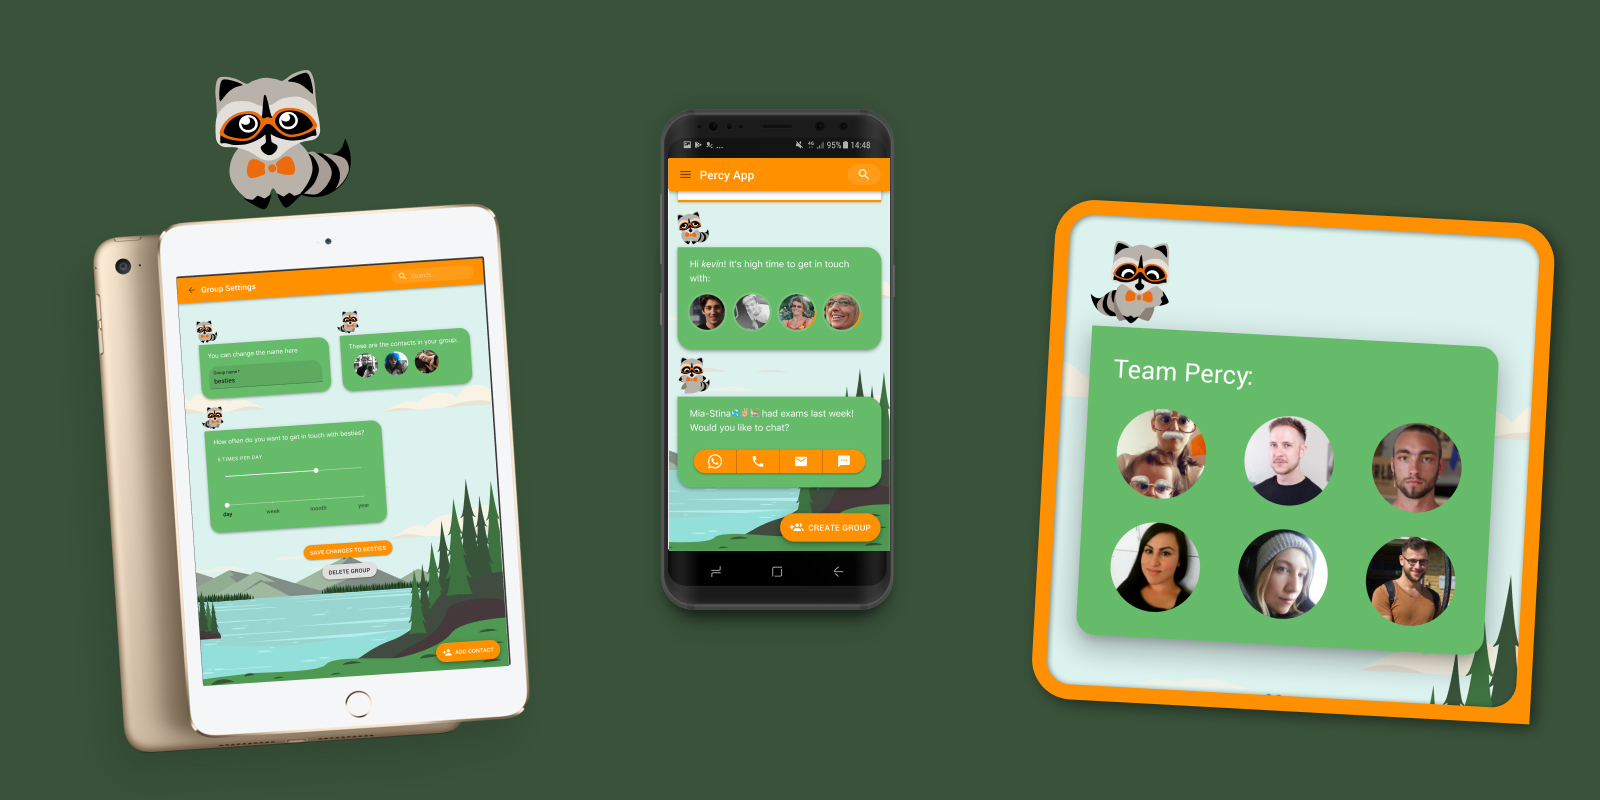 Group Settings
Search...
You can change the name here
Group name*
besties
These are the contacts in your group:
How often do you want to get in touch with besties?
5 TIMES PER DAY
day
week
month
year
SAVE CHANGES TO BESTIES
DELETE GROUP
ADD CONTACT
95% 14:48
Percy App
Hi kevin! It's high time to get in touch
with:
Mia-Stina💦✌🏼 had exams last week!
Would you like to chat?
CREATE GROUP
Team Percy: